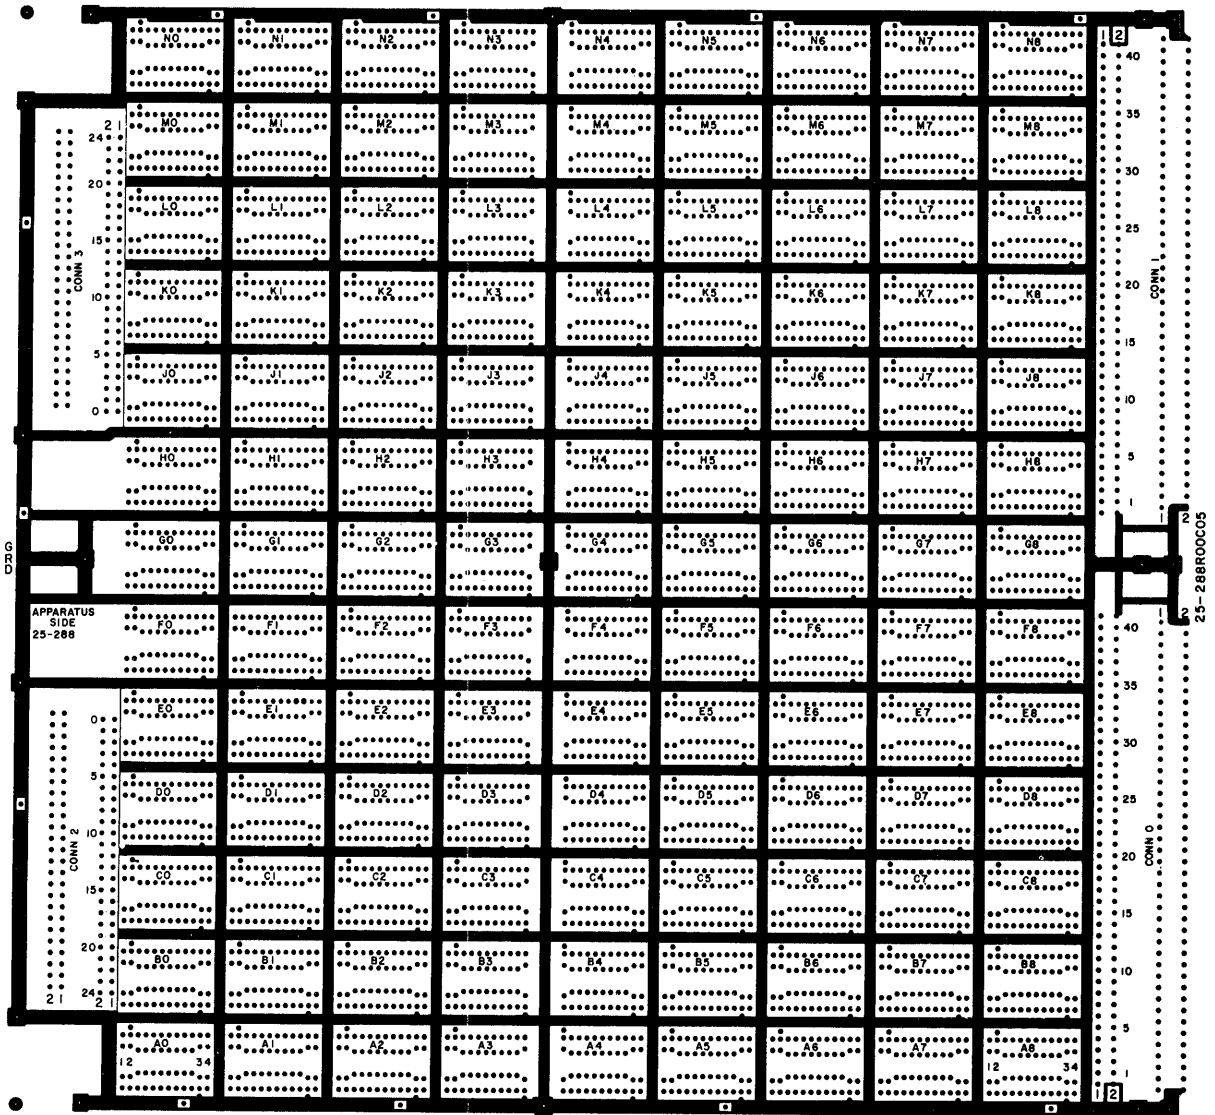 N0 N1 N2 N3 N4 N5 N6 N7 N8
1 2
40
M0 M1 M2 M3 M4 M5 M6 M7 M8
2 1
24
35
20
30
L0 L1 L2 L3 L4 L5 L6 L7 L8
15
25
CONN 3
CONN 1
10
20
K0 K1 K2 K3 K4 K5 K6 K7 K8
5
15
J0 J1 J2 J3 J4 J5 J6 J7 J8
0
10
H0 H1 H2 H3 H4 H5 H6 H7 H8
5
1
1 2
G0 G1 G2 G3 G4 G5 G6 G7 G8
GRD
25-288R00C05
APPARATUS
SIDE
25-288
1 2
F0 F1 F2 F3 F4 F5 F6 F7 F8
40
35
E0 E1 E2 E3 E4 E5 E6 E7 E8
0
30
5
25
D0 D1 D2 D3 D4 D5 D6 D7 D8
10
20
CONN 2
CONN 0
15
C0 C1 C2 C3 C4 C5 C6 C7 C8
15
20
10
B0 B1 B2 B3 B4 B5 B6 B7 B8
24
2 1
2 1
5
A0 A1 A2 A3 A4 A5 A6 A7 A8
12 34
12 34
1
1 2